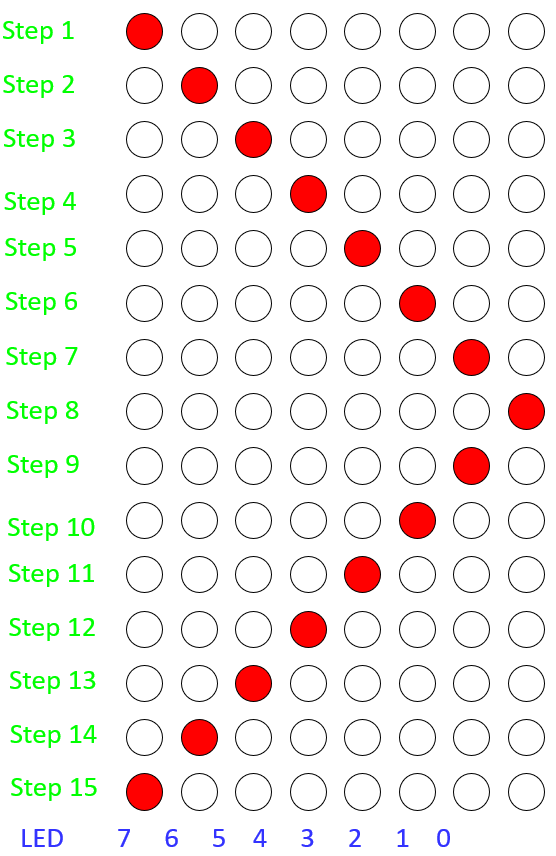 Step 1
Step 2
Step 3
Step 4
Step 5
Step 6
Step 7
Step 8
Step 9
Step 10
Step 11
Step 12
Step 13
Step 14
Step 15
LED 7 6 5 4 3 2 1 0